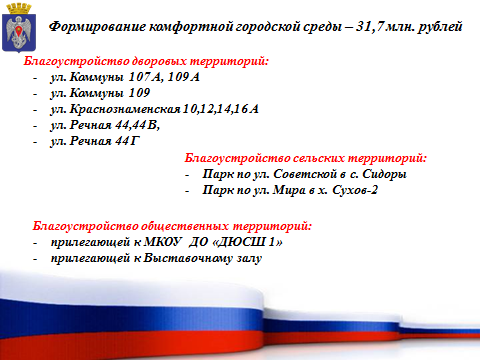 Формирование комфортной городской среды – 31,7 млн. рублей
Благоустройство дворовых территорий:
- ул. Коммуны 107 А, 109 А
- ул. Коммуны 109
- ул. Краснознаменская 10,12,14,16 А
- ул. Речная 44,44 В,
- ул. Речная 44 Г
Благоустройство сельских территорий:
- Парк по ул. Советской в с. Сидоры
- Парк по ул. Мира в х. Сухов-2
Благоустройство общественных территорий:
- прилегающей к МКОУ ДО «ДЮСШ 1»
- прилегающей к Выставочному залу